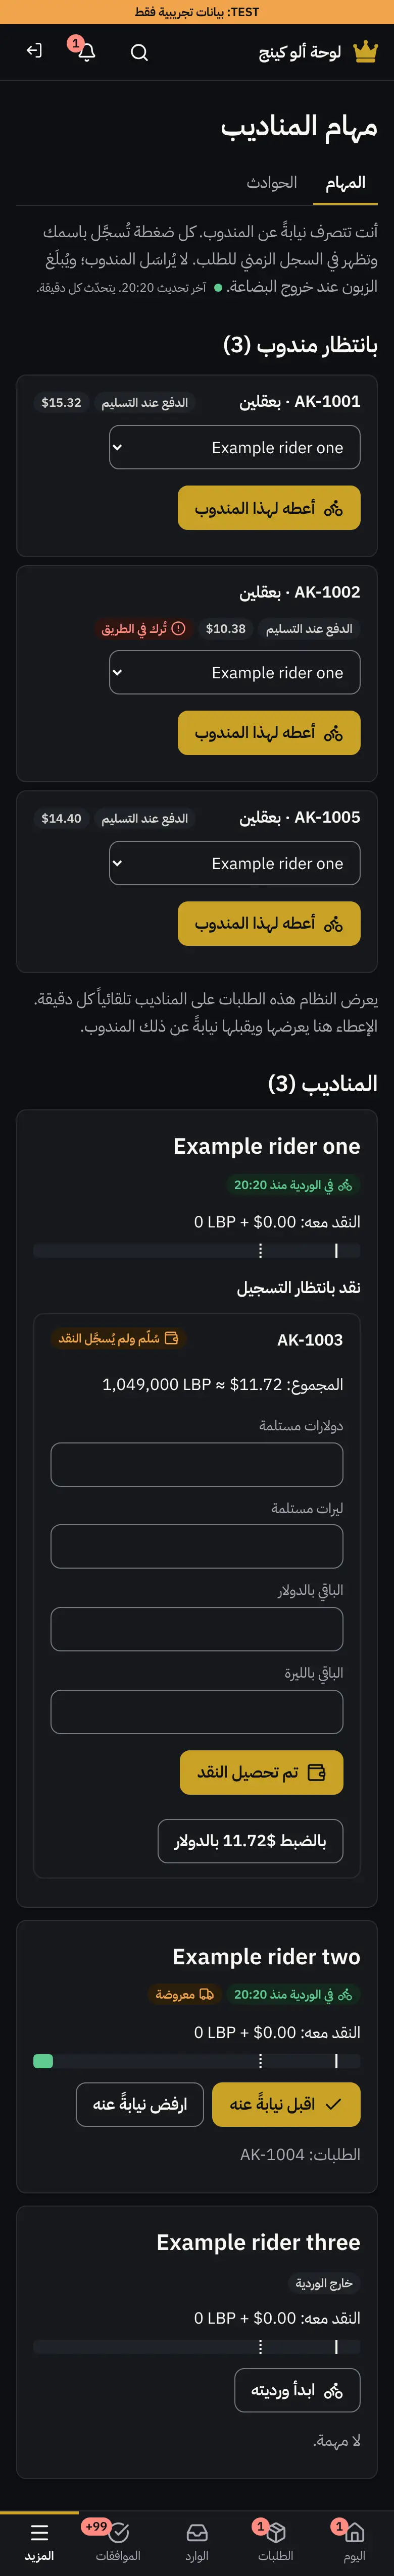 TEST: بيانات تجريبية فقط
لوحة ألو كينج
1
مهام المناديب
المهام
الحوادث
أنت تتصرف نيابةً عن المندوب. كل ضغطة تُسجَّل باسمك
وتظهر في السجل الزمني للطلب. لا يُراسَل المندوب؛ ويُبلَّغ
الزبون عند خروج البضاعة. آخر تحديث 20:20. يتحدّث كل دقيقة.
بانتظار مندوب (3)
AK-1001 · بعقلين
الدفع عند التسليم
$15.32
Example rider one
أعطه لهذا المندوب
AK-1002 · بعقلين
الدفع عند التسليم
$10.38
تُرك في الطريق
Example rider one
أعطه لهذا المندوب
AK-1005 · بعقلين
الدفع عند التسليم
$14.40
Example rider one
أعطه لهذا المندوب
يعرض النظام هذه الطلبات على المناديب تلقائياً كل دقيقة.
الإعطاء هنا يعرضها ويقبلها نيابةً عن ذلك المندوب.
المناديب (3)
Example rider one
في الوردية منذ 20:20
النقد معه: $0.00 + 0 LBP
نقد بانتظار التسجيل
AK-1003
سُلّم ولم يُسجَّل النقد
المجموع: $11.72 ≈ 1,049,000 LBP
دولارات مستلمة
ليرات مستلمة
الباقي بالدولار
الباقي بالليرة
تم تحصيل النقد
بالضبط $11.72 بالدولار
Example rider two
في الوردية منذ 20:20
معروضة
النقد معه: $0.00 + 0 LBP
اقبل نيابةً عنه
ارفض نيابةً عنه
الطلبات: AK-1004
Example rider three
خارج الوردية
النقد معه: $0.00 + 0 LBP
ابدأ ورديته
لا مهمة.
1
اليوم
1
الطلبات
الوارد
99+
الموافقات
المزيد